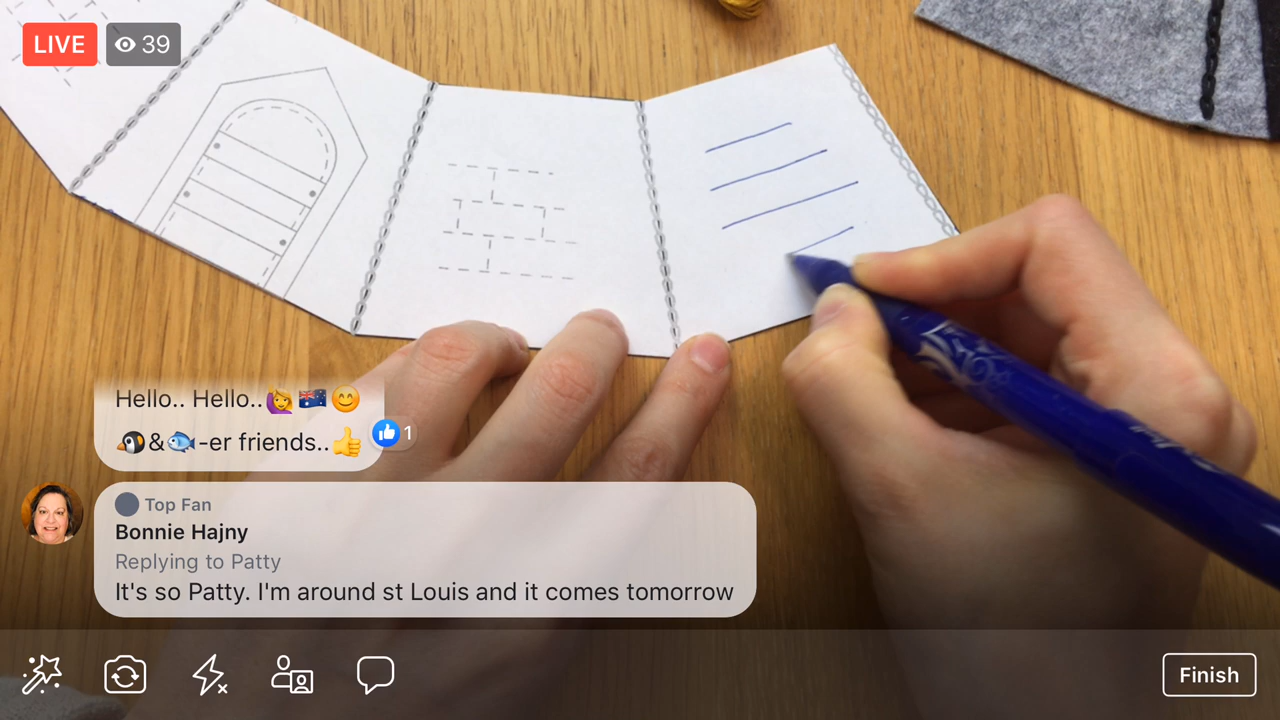 LIVE
39
Hello.. Hello..🙋🇦🇺😊
🐧&🐟-er friends..👍
1
Top Fan
Bonnie Hajny
Replying to Patty
It's so Patty. I'm around st Louis and it comes tomorrow
Finish